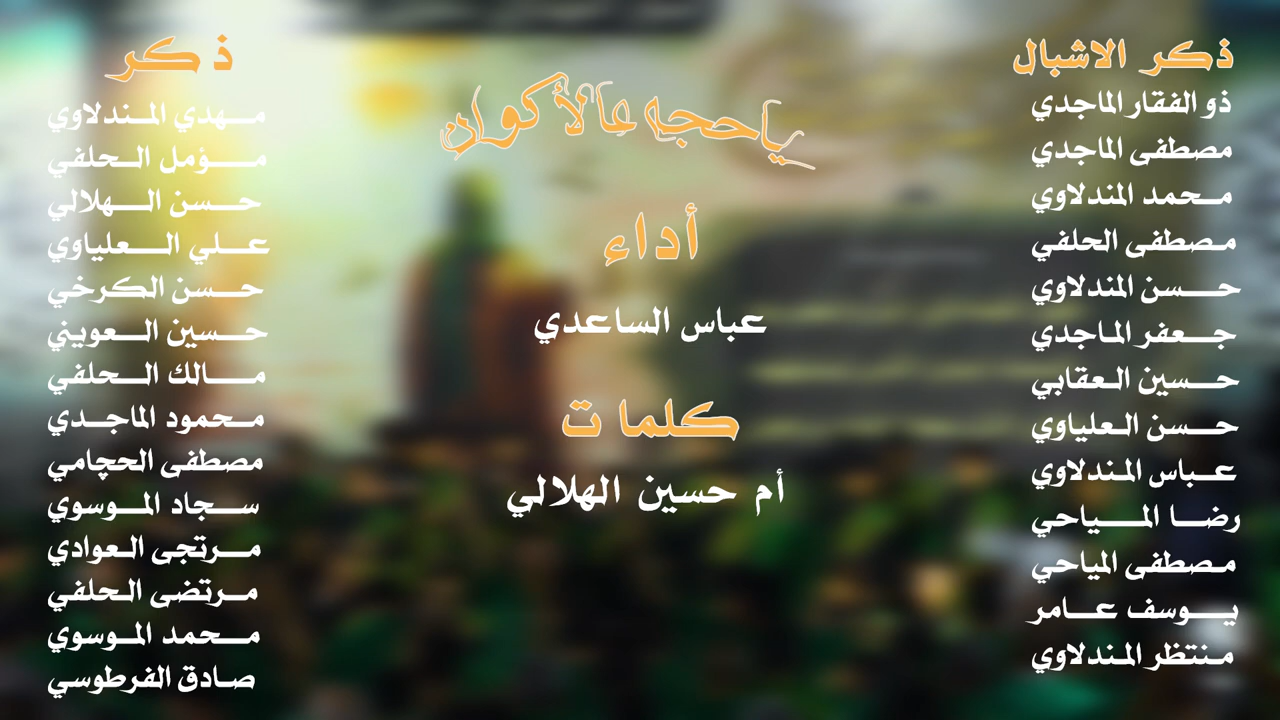 ذكر الاشبال
ذو الفقار الماجدي
مصطفى الماجدي
محمد المندلاوي
مصطفى الحلفي
حسن المندلاوي
جعفر الماجدي
حسين العقابي
حسن العلياوي
عباس المندلاوي
رضا المياحي
مصطفى المياحي
يوسف عامر
منتظر المندلاوي
ياحجه عالأكوان
أداء
عباس الساعدي
كلمات
أم حسين الهلالي
ذكر
مهدي المندلاوي
مؤمل الحلفي
حسن الهلالي
علي العلياوي
حسن الكرخي
حسين العويني
مالك الحلفي
محمود الماجدي
مصطفى الحچامي
سجاد الموسوي
مرتجى العوادي
مرتضى الحلفي
محمد الموسوي
صادق الفرطوسي